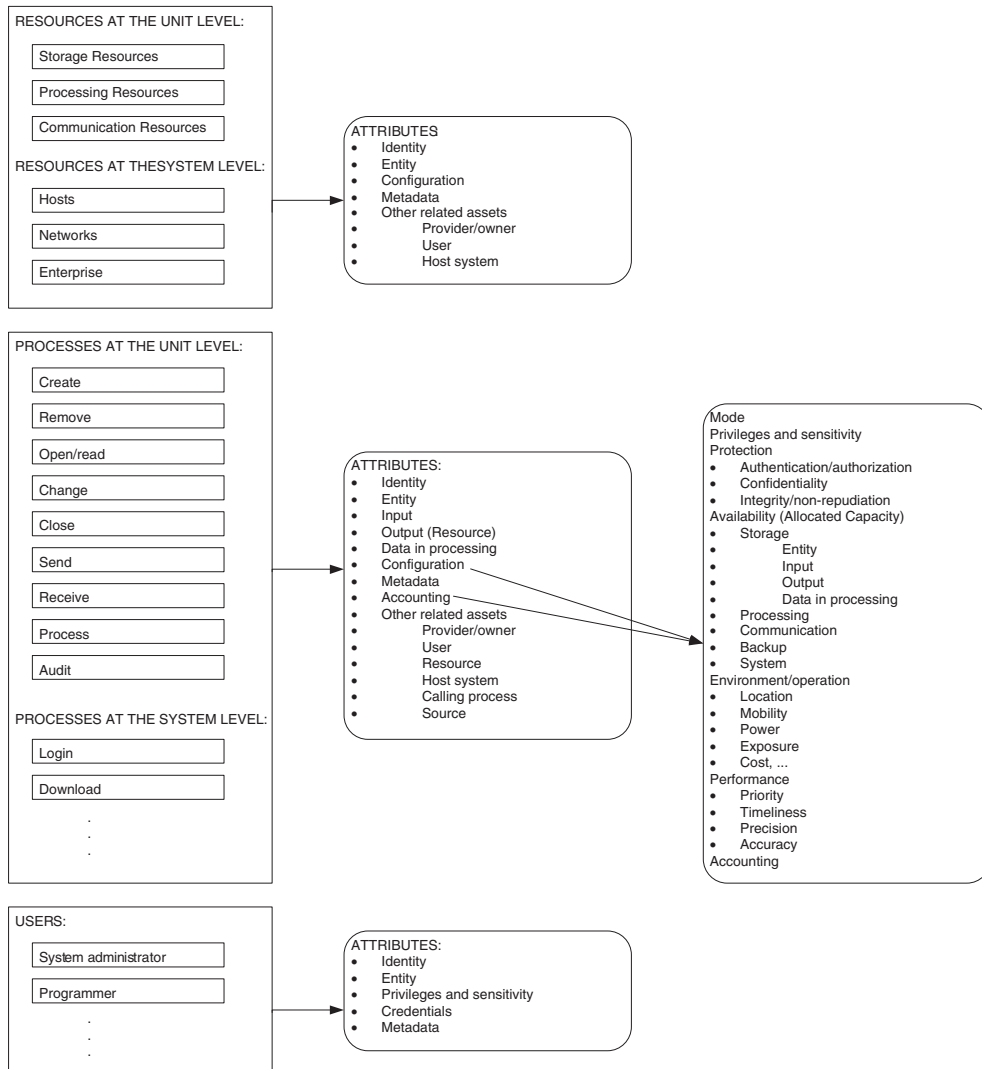 RESOURCES AT THE UNIT LEVEL:
Storage Resources
Processing Resources
Communication Resources
RESOURCES AT THESYSTEM LEVEL:
Hosts
Networks
Enterprise
ATTRIBUTES:
• Identity
• Entity
• Configuration
• Metadata
• Other related assets
• Provider/owner
• User
• Host system
PROCESSES AT THE UNIT LEVEL:
Create
Remove
Open/read
Change
Close
Send
Receive
Process
Audit
PROCESSES AT THE SYSTEM LEVEL:
Login
Download
.
.
.
ATTRIBUTES:
• Identity
• Entity
• Input
• Output (Resource)
• Data in processing
• Configuration
• Metadata
• Accounting
• Other related assets
• Provider/owner
• User
• Resource
• Host system
• Calling process
• Source
Mode
Privileges and sensitivity
Protection
• Authentication/authorization
• Confidentiality
• Integrity/non-repudiation
Availability (Allocated Capacity)
• Storage
• Entity
• Input
• Output
• Data in processing
• Processing
• Communication
• Backup
• System
Environment/operation
• Location
• Mobility
• Power
• Exposure
• Cost, ...
Performance
• Priority
• Timeliness
• Precision
• Accuracy
Accounting
USERS:
System administrator
Programmer
.
.
.
ATTRIBUTES:
• Identity
• Entity
• Privileges and sensitivity
• Credentials
• Metadata